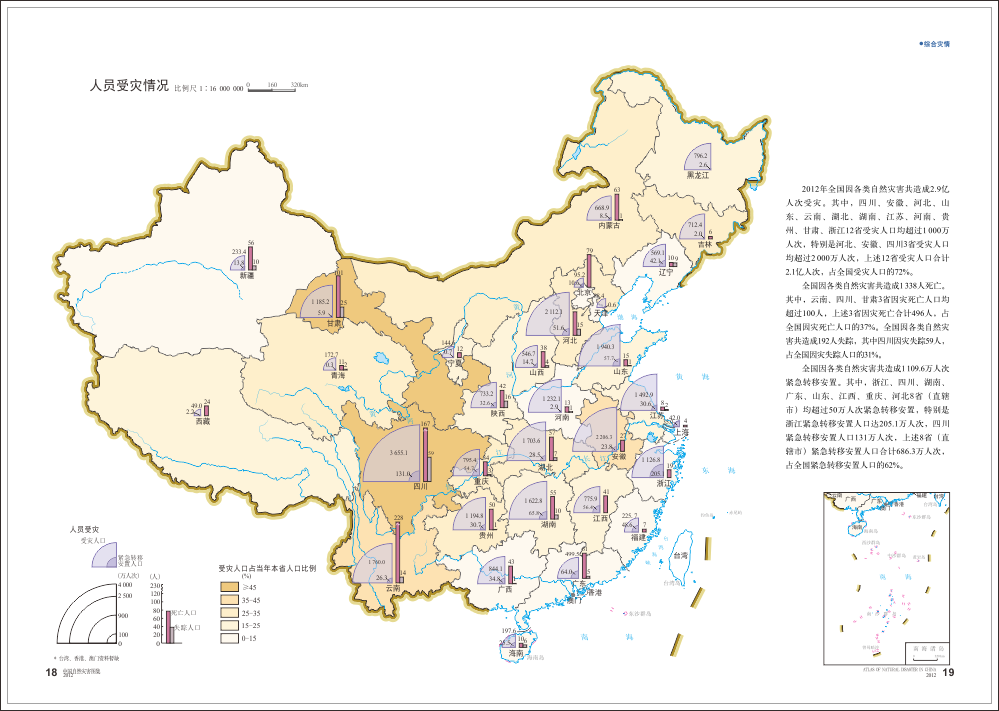 ●综合灾情
人员受灾情况 比例尺 1∶16 000 000 0 160 320km
2012年全国因各类自然灾害共造成2.9亿
人次受灾。其中，四川、安徽、河北、山
东、云南、湖北、湖南、江苏、河南、贵
州、甘肃、浙江12省受灾人口均超过1 000万
人次，特别是河北、安徽、四川3省受灾人口
均超过2 000万人次，上述12省受灾人口合计
2.1亿人次，占全国受灾人口的72%。
全国因各类自然灾害共造成1 338人死亡。
其中，云南、四川、甘肃3省因灾死亡人口均
超过100人，上述3省因灾死亡合计496人，占
全国因灾死亡人口的37%。全国因各类自然灾
害共造成192人失踪，其中四川因灾失踪59人，
占全国因灾失踪人口的31%。
全国因各类自然灾害共造成1 109.6万人次
紧急转移安置。其中，浙江、四川、湖南、
广东、山东、江西、重庆、河北8省（直辖
市）均超过50万人次紧急转移安置，特别是
浙江紧急转移安置人口达205.1万人次，四川
紧急转移安置人口131万人次，上述8省（直
辖市）紧急转移安置人口合计686.3万人次，
占全国紧急转移安置人口的62%。
796.2
2.6
黑龙江
63
668.9
8.5
内蒙古
712.4
2.0
6
吉林
569.1
42.1
10 9
辽宁
56
233.4
13.8
10
新疆
79
95.7
北京
天津
0.6
101
1 185.2
5.9
25
甘肃
2 112.1
51.6
15
河北
172.7
0.3
11
青海
144.
12
宁夏
546.7
14.2
38
4
山西
1 940.3
57.7
15
山东
49.0
2.3
24
西藏
733.2
32.6
42
16
陕西
1 232.1
2.9
13
河南
1 492.9
30.6
8
江苏
42.0
4
上海
167
3 655.1
131.0
59
四川
795.4
重庆
1 703.6
28.5
湖北
2 286.3
23.8
27
安徽
1 126.8
205.
19
浙江
228
1 760.0
26.3
14
云南
1 194.8
30.7
50
贵州
1 622.8
65.8
55
10
湖南
775.9
56.4
41
江西
225.7
48.6
7
福建
844.1
34.8
43
广西
499.5
64.0
61
5
广东
香港
澳门
台湾
197.6
10
6
海南
海南岛
东沙群岛
人员受灾
受灾人口
紧急转移
安置人口
(万人次)
4 000
2 500
900
100
0
(人)
230
120
100
80
60
40
20
0
死亡人口
失踪人口
受灾人口占当年本省人口比例
(%)
≥45
35~45
25~35
15~25
0~15
* 台湾、香港、澳门资料暂缺
广西
广东
福建
台湾
香港
海南
南 海 诸 岛
18 中国自然灾害图集
2012
ATLAS OF NATURAL DISASTER IN CHINA 19
2012